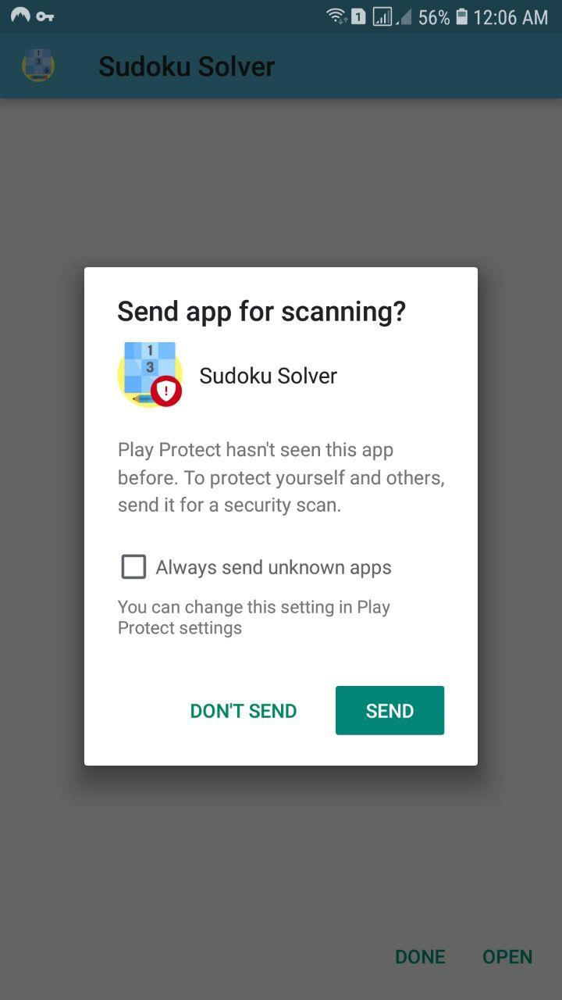 1 56% 12:06 AM
Sudoku Solver
Send app for scanning?
1
3
Sudoku Solver
Play Protect hasn't seen this app
before. To protect yourself and others,
send it for a security scan.
Always send unknown apps
You can change this setting in Play
Protect settings
DON'T SEND SEND
DONE OPEN